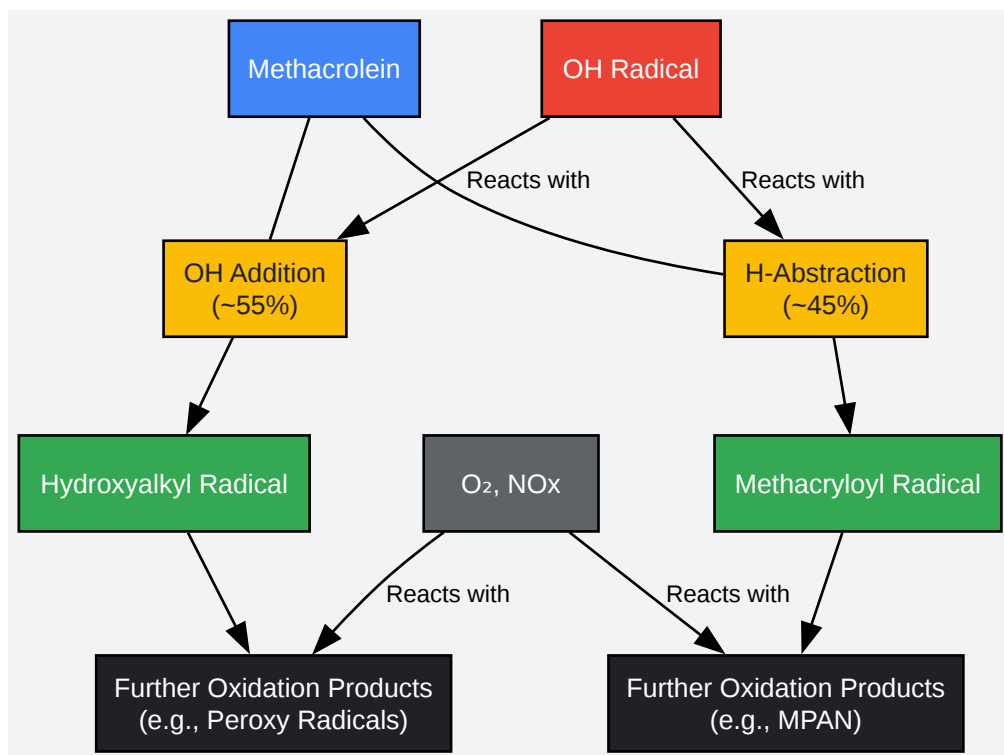 Methacrolein
OH Radical
Reacts with
Reacts with
OH Addition
(~55%)
H-Abstraction
(~45%)
Hydroxyalkyl Radical
O₂, NOx
Methacryloyl Radical
Reacts with
Reacts with
Further Oxidation Products
(e.g., Peroxy Radicals)
Further Oxidation Products
(e.g., MPAN)